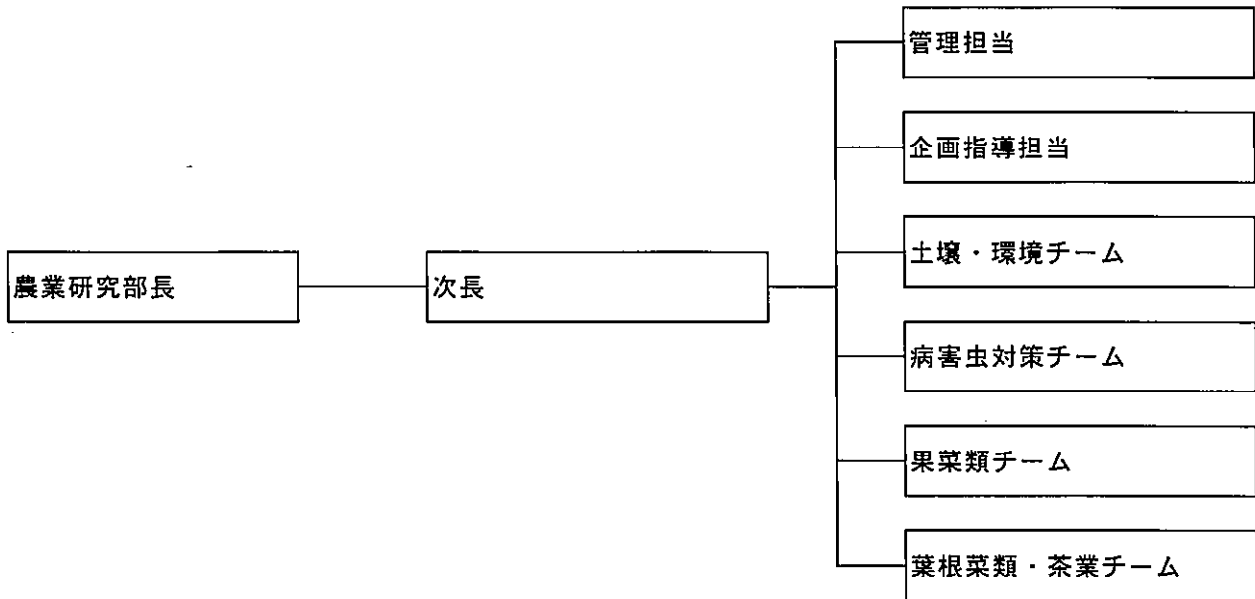 農業研究部長
次長
管理担当
企画指導担当
土壌・環境チーム
病害虫対策チーム
果菜類チーム
葉根菜類・茶業チーム